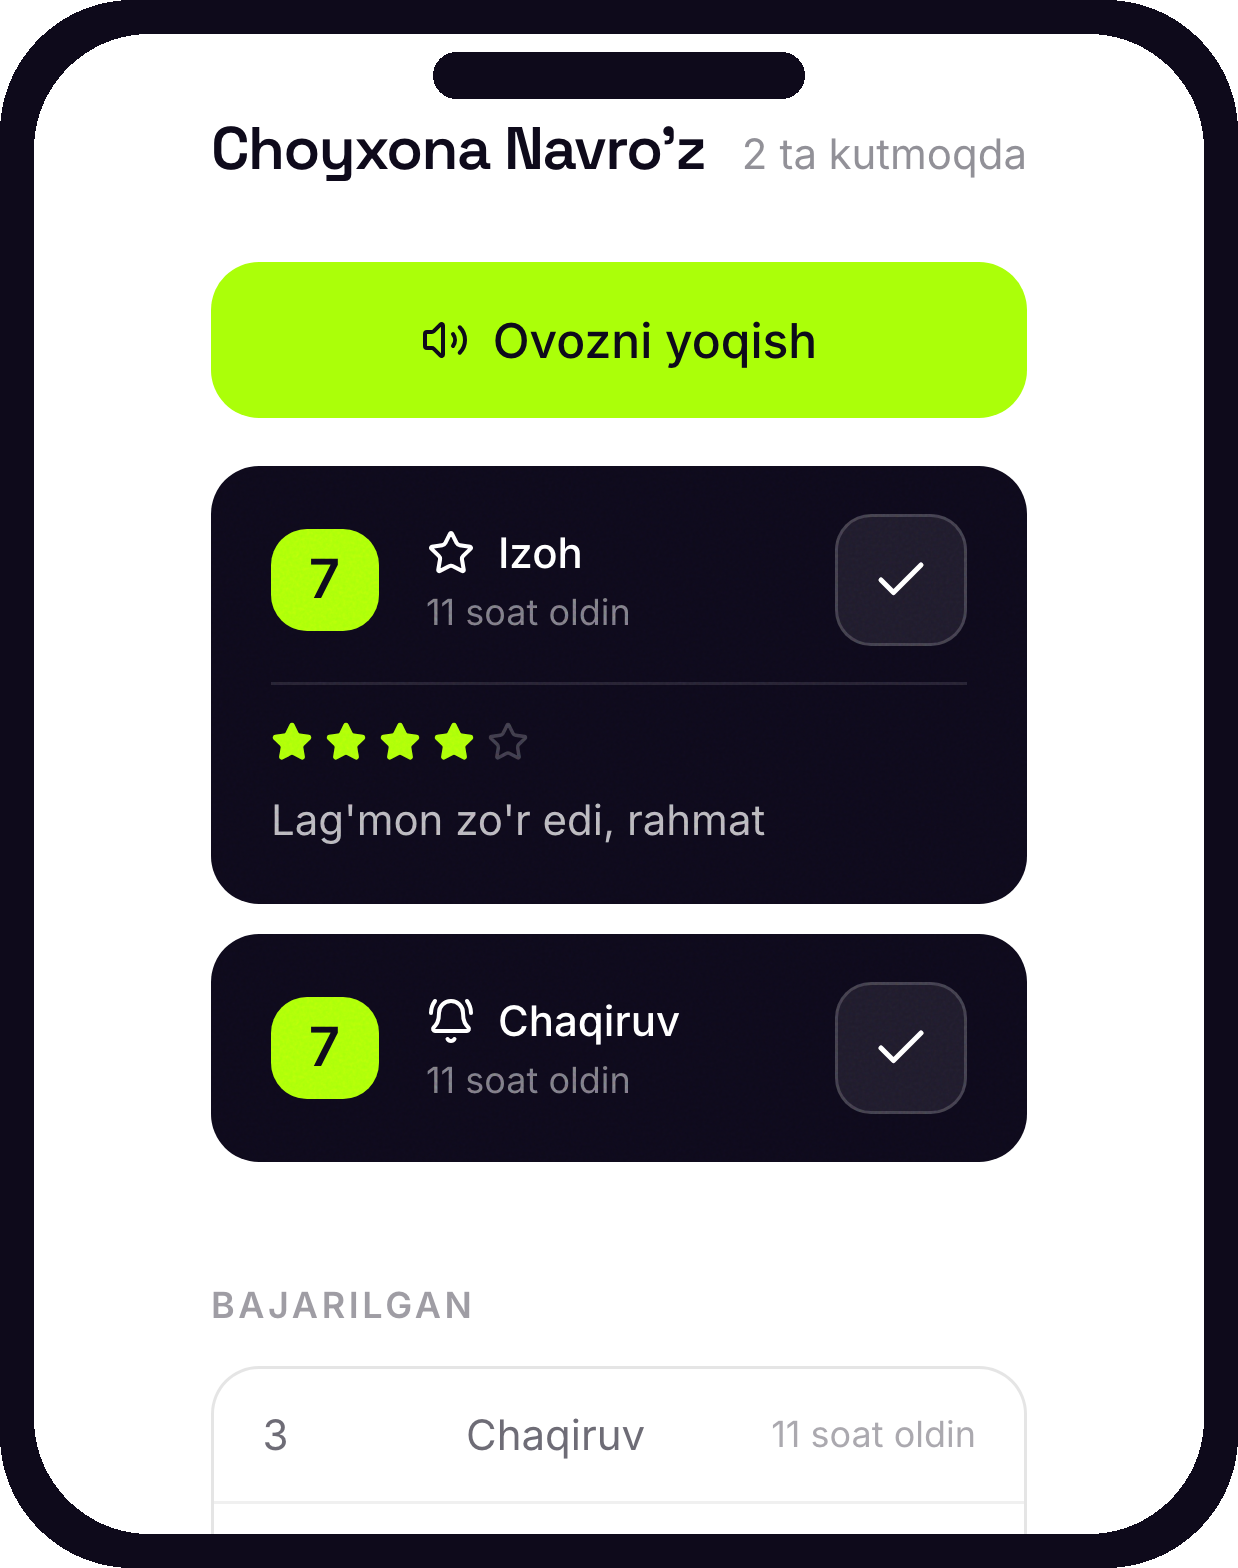 Choyxona Navro’z 2 ta kutmoqda
Ovozni yoqish
7 Izoh
11 soat oldin
Lag'mon zo'r edi, rahmat
7 Chaqiruv
11 soat oldin
BAJARILGAN
3 Chaqiruv 11 soat oldin